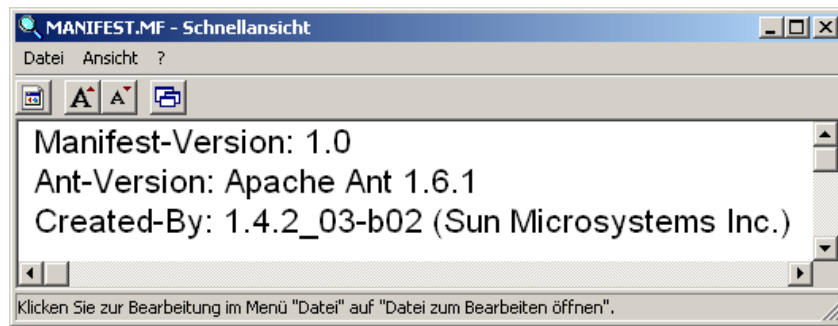 MANIFEST.MF - Schnellansicht
Datei Ansicht ?
A A
Manifest-Version: 1.0
Ant-Version: Apache Ant 1.6.1
Created-By: 1.4.2_03-b02 (Sun Microsystems Inc.)
Klicken Sie zur Bearbeitung im Menü "Datei" auf "Datei zum Bearbeiten öffnen".